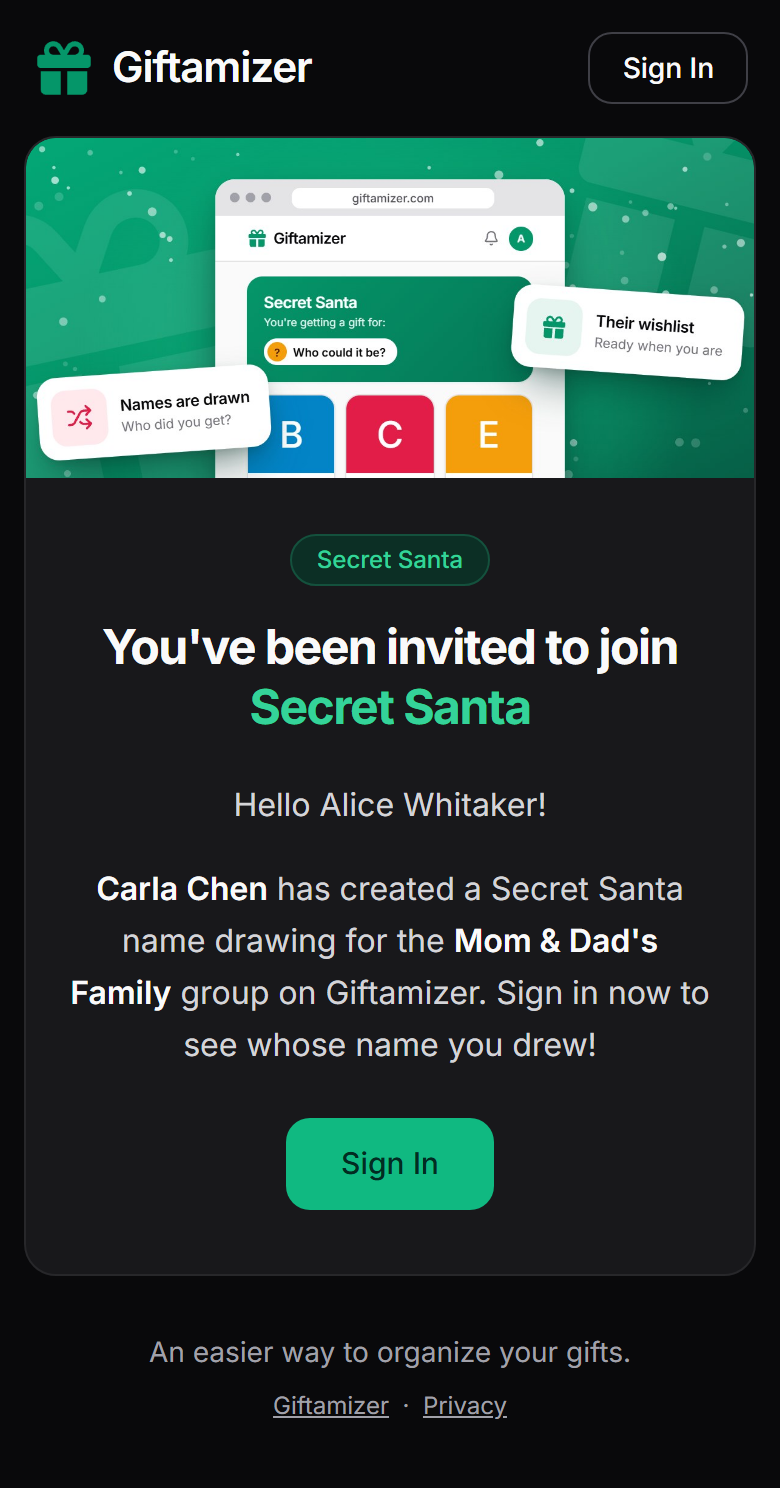 Giftamizer
Sign In
giftamizer.com
Giftamizer
A
Secret Santa
You're getting a gift for:
? Who could it be?
Their wishlist
Ready when you are
Names are drawn
Who did you get?
B C E
Secret Santa
You've been invited to join
Secret Santa
Hello Alice Whitaker!
Carla Chen has created a Secret Santa
name drawing for the Mom & Dad's
Family group on Giftamizer. Sign in now to
see whose name you drew!
Sign In
An easier way to organize your gifts.
Giftamizer · Privacy